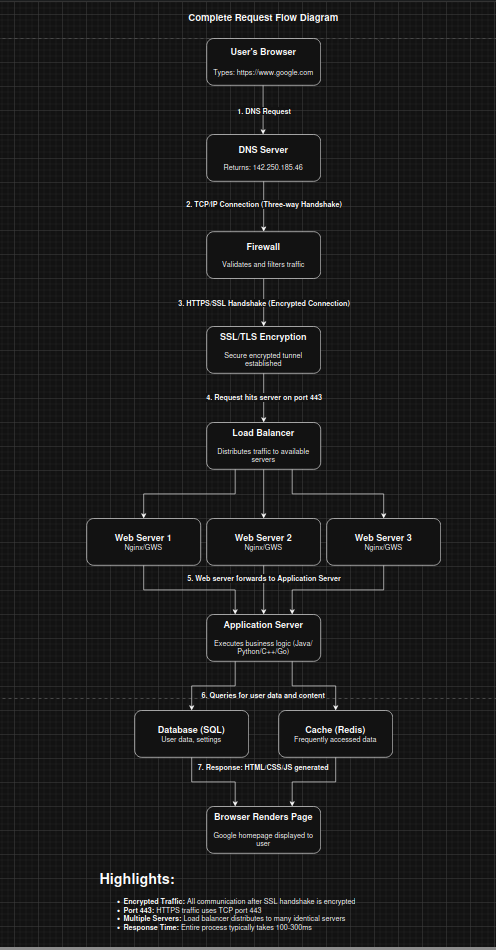 Complete Request Flow Diagram
User's Browser
Types: https://www.google.com
1. DNS Request
DNS Server
Returns: 142.250.185.46
2. TCP/IP Connection (Three-way Handshake)
Firewall
Validates and filters traffic
3. HTTPS/SSL Handshake (Encrypted Connection)
SSL/TLS Encryption
Secure encrypted tunnel
established
4. Request hits server on port 443
Load Balancer
Distributes traffic to available
servers
Web Server 1
Nginx/GWS
Web Server 2
Nginx/GWS
Web Server 3
Nginx/GWS
5. Web server forwards to Application Server
Application Server
Executes business logic (Java/
Python/C++/Go)
6. Queries for user data and content
Database (SQL)
User data, settings
Cache (Redis)
Frequently accessed data
7. Response: HTML/CSS/JS generated
Browser Renders Page
Google homepage displayed to
user
Highlights:
• Encrypted Traffic: All communication after SSL handshake is encrypted
• Port 443: HTTPS traffic uses TCP port 443
• Multiple Servers: Load balancer distributes to many identical servers
• Response Time: Entire process typically takes 100-300ms